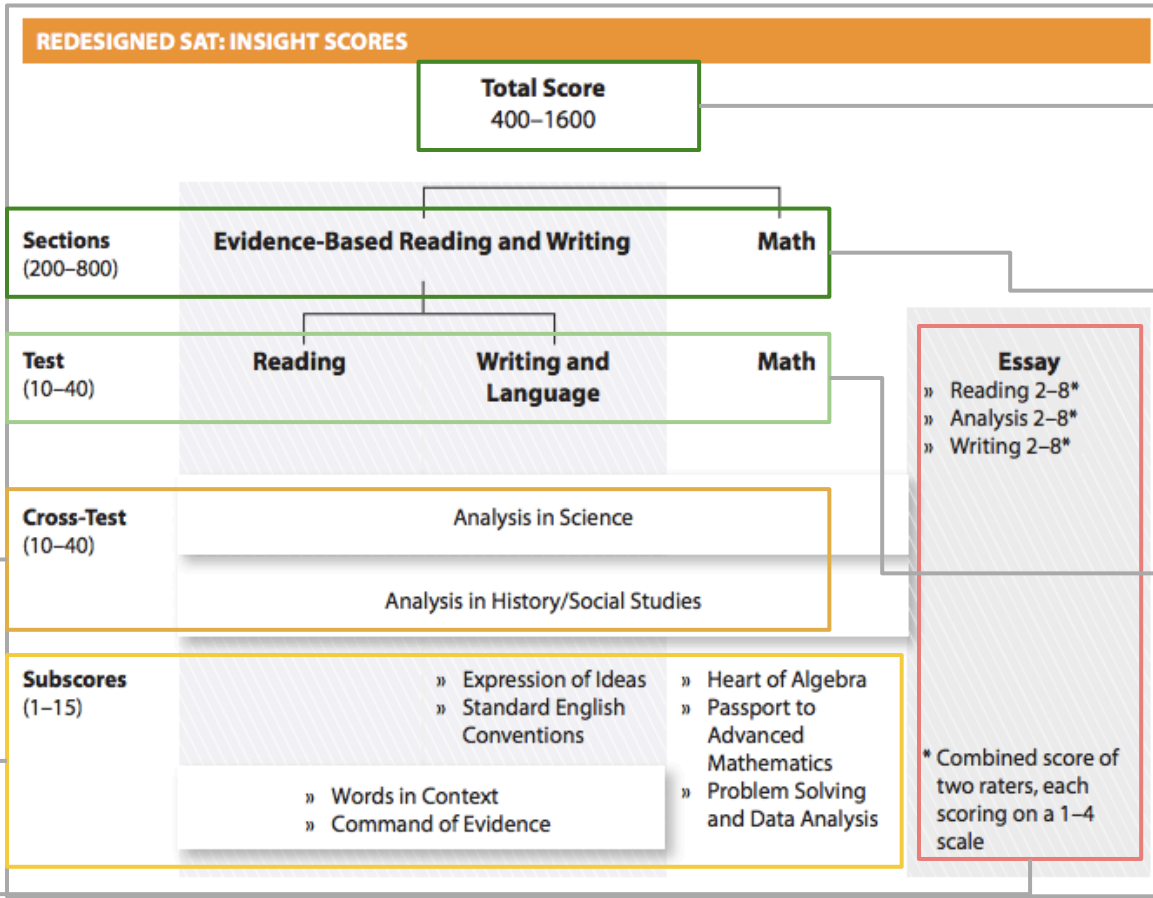 REDESIGNED SAT: INSIGHT SCORES
Total Score
400–1600
Sections
(200–800)
Evidence-Based Reading and Writing
Math
Test
(10–40)
Reading
Writing and
Language
Math
Essay
» Reading 2–8*
» Analysis 2–8*
» Writing 2–8*
Cross-Test
(10–40)
Analysis in Science
Analysis in History/Social Studies
Subscores
(1–15)
» Expression of Ideas
» Standard English
Conventions
» Words in Context
» Command of Evidence
» Heart of Algebra
» Passport to
Advanced
Mathematics
» Problem Solving
and Data Analysis
* Combined score of
two raters, each
scoring on a 1–4
scale